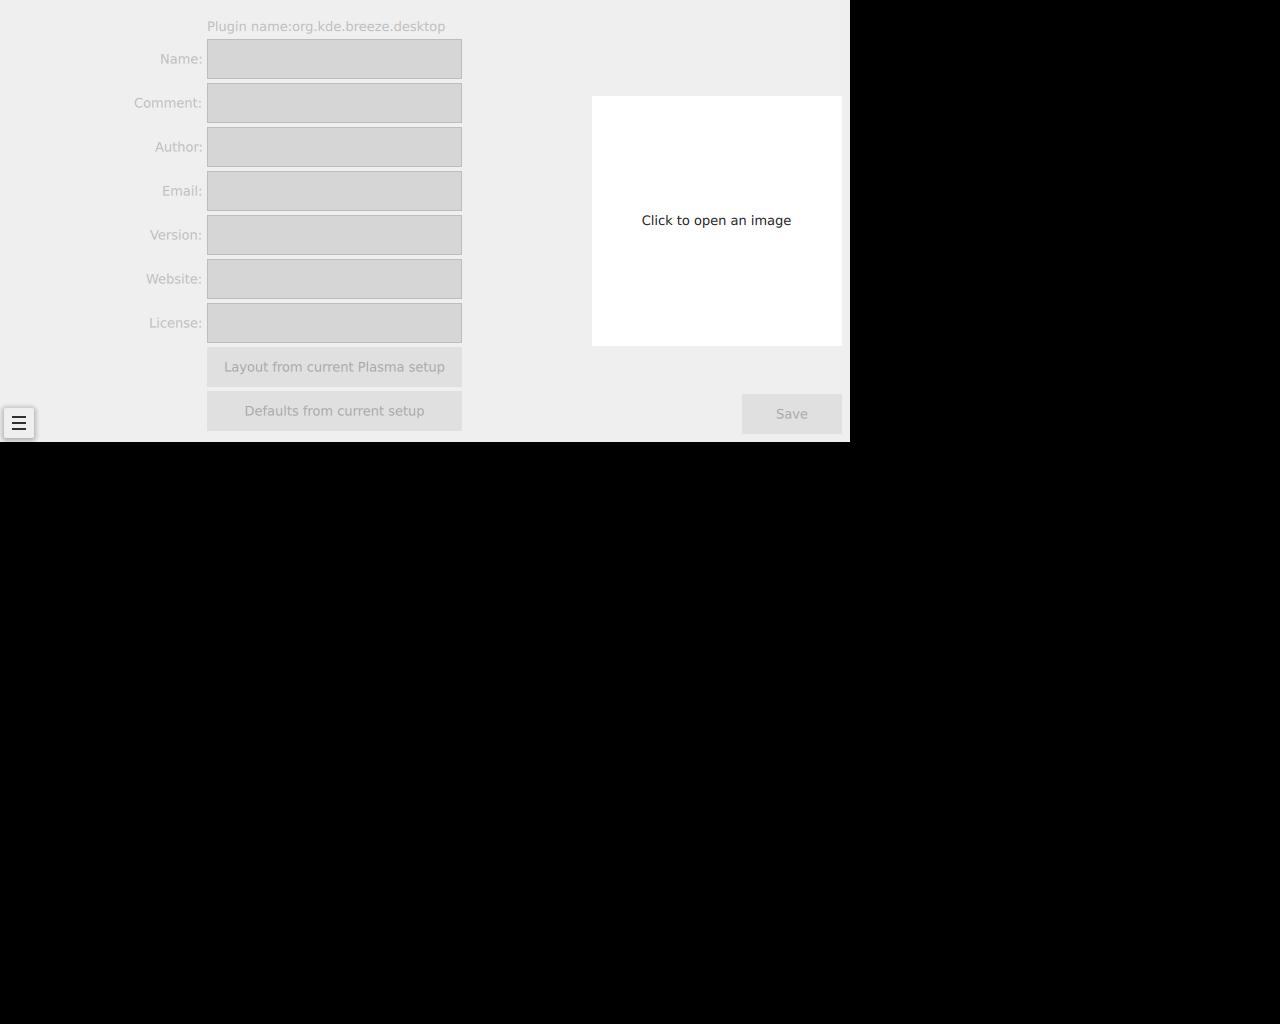 Plugin name:org.kde.breeze.desktop
Name:
Comment:
Author:
Email:
Version:
Website:
License:
Click to open an image
Layout from current Plasma setup
Defaults from current setup
Save